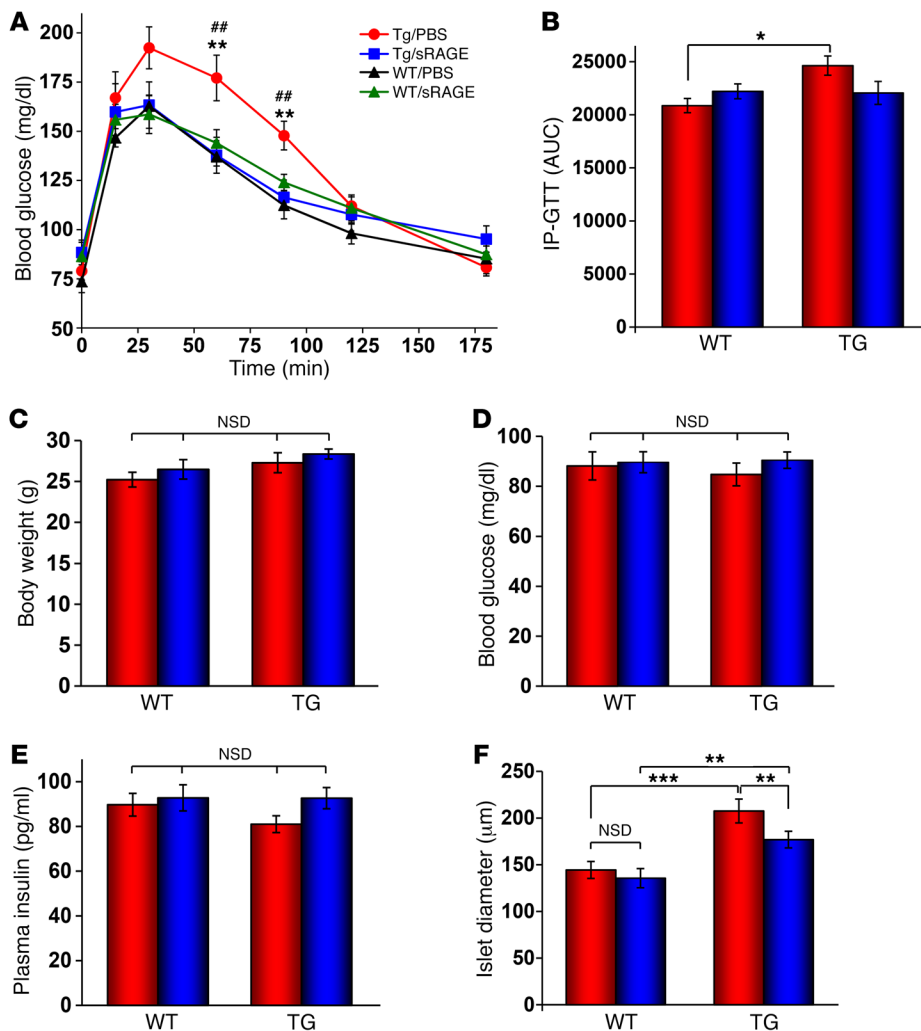 A
200
175
150
125
100
75
50
Blood glucose (mg/dl)
##
**
##
**
Tg/PBS
Tg/sRAGE
WT/PBS
WT/sRAGE
0 25 50 75 100 125 150 175
Time (min)
B
*
25000
20000
15000
10000
5000
0
IP-GTT (AUC)
WT TG
C
NSD
30
25
20
15
10
5
0
Body weight (g)
WT TG
D
NSD
100
80
60
40
20
0
Blood glucose (mg/dl)
WT TG
E
NSD
100
80
60
40
20
0
Plasma insulin (pg/ml)
WT TG
F
**
*** **
NSD
250
200
150
100
50
0
Islet diameter (μm)
WT TG